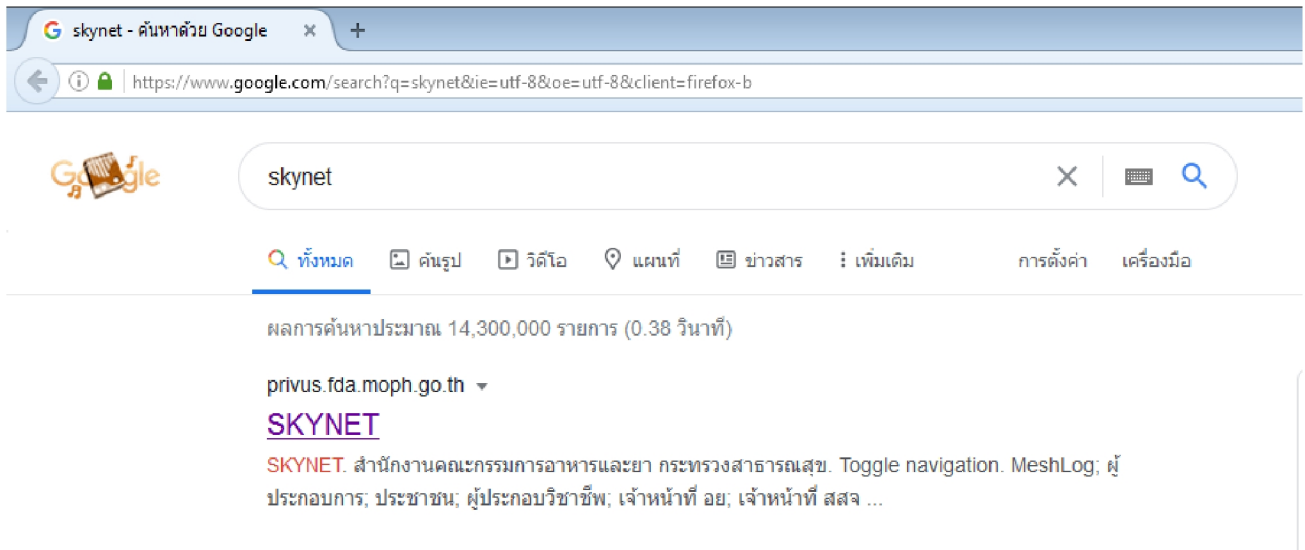 skynet - ค้นหาด้วย Google
https://www.google.com/search?q=skynet&ie=utf-8&oe=utf-8&client=firefox-b
Google
skynet
ทั้งหมด ค้นรูป วิดีโอ แผนที่ ข่าวสาร เพิ่มเติม การตั้งค่า เครื่องมือ
ผลการค้นหาประมาณ 14,300,000 รายการ (0.38 วินาที)
privus.fda.moph.go.th
SKYNET
SKYNET. สำนักงานคณะกรรมการอาหารและยา กระทรวงสาธารณสุข. Toggle navigation. MeshLog; ผู้
ประกอบการ; ประชาชน; ผู้ประกอบวิชาชีพ; เจ้าหน้าที่ อย; เจ้าหน้าที่ สสจ ...